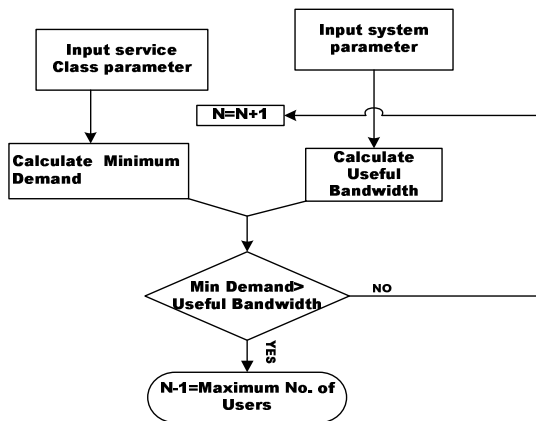 Input service
Class parameter
Input system
parameter
N=N+1
Calculate Minimum
Demand
Calculate
Useful
Bandwidth
Min Demand>
Useful Bandwidth
NO
YES
N-1=Maximum No. of
Users